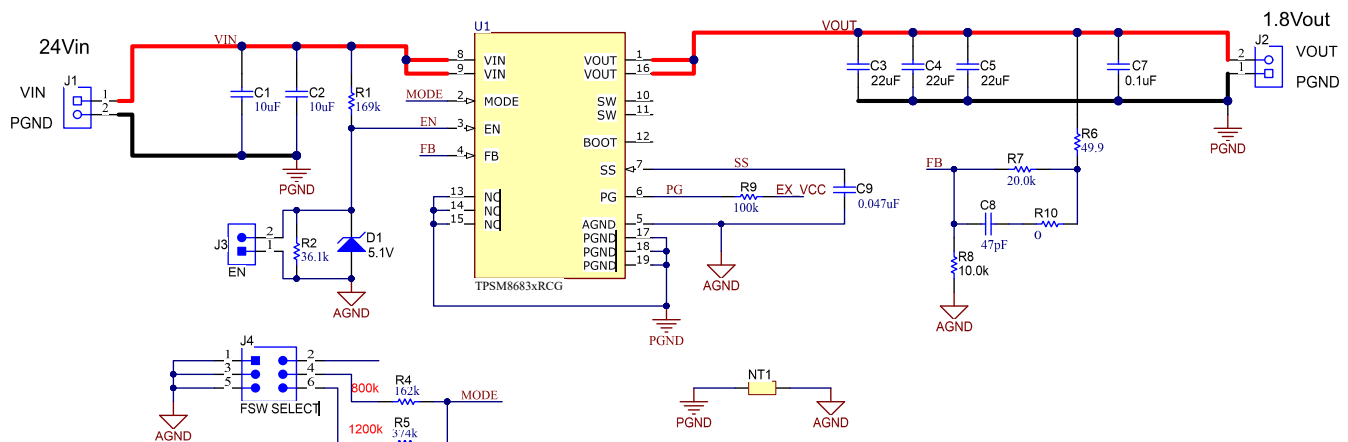 24Vin
J1
VIN
PGND
1
2
VIN
C1
10uF
C2
10uF
R1
169k
PGND
MODE
EN
FB
U1
8
VIN
9
VIN
2
MODE
3
EN
4
FB
13
NC
14
NC
15
NC
VOUT
1
VOUT
16
SW
10
SW
11
BOOT
12
SS
7
PG
6
AGND
5
PGND
17
PGND
18
PGND
19
TPSM8683xRCG
PGND
J3
2
1
EN
R2
36.1k
D1
5.1V
AGND
SS
PG
R9
100k
EX_VCC
C9
0.047uF
AGND
VOUT
C3
22uF
C4
22uF
C5
22uF
C7
0.1uF
1.8Vout
J2
2
1
VOUT
PGND
PGND
R6
49.9
FB
R7
20.0k
C8
47pF
R10
0
R8
10.0k
AGND
J4
1
2
3
4
5
6
FSW SELECT
AGND
800k
R4
162k
MODE
1200k
R5
374k
NT1
PGND
AGND